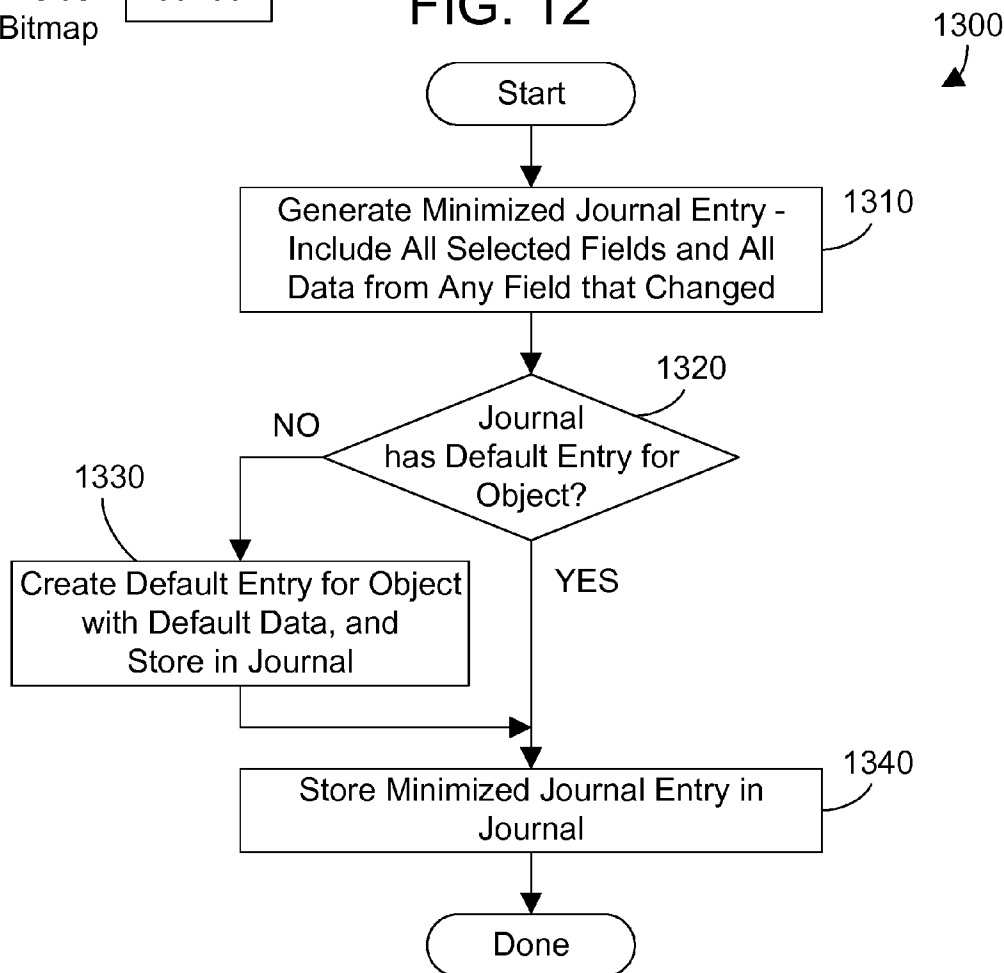 Bitmap
FIG. 12
1300
Start
Generate Minimized Journal Entry -
Include All Selected Fields and All
Data from Any Field that Changed
1310
1320
Journal
has Default Entry for
Object?
NO
1330
YES
Create Default Entry for Object
with Default Data, and
Store in Journal
1340
Store Minimized Journal Entry in
Journal
Done